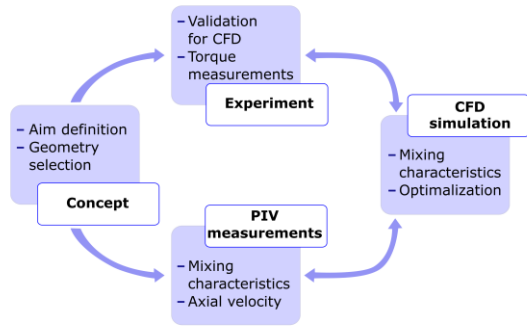 – Validation
for CFD
– Torque
measurements
Experiment
– Aim definition
– Geometry
selection
Concept
CFD
simulation
– Mixing
characteristics
– Optimalization
PIV
measurements
– Mixing
characteristics
– Axial velocity